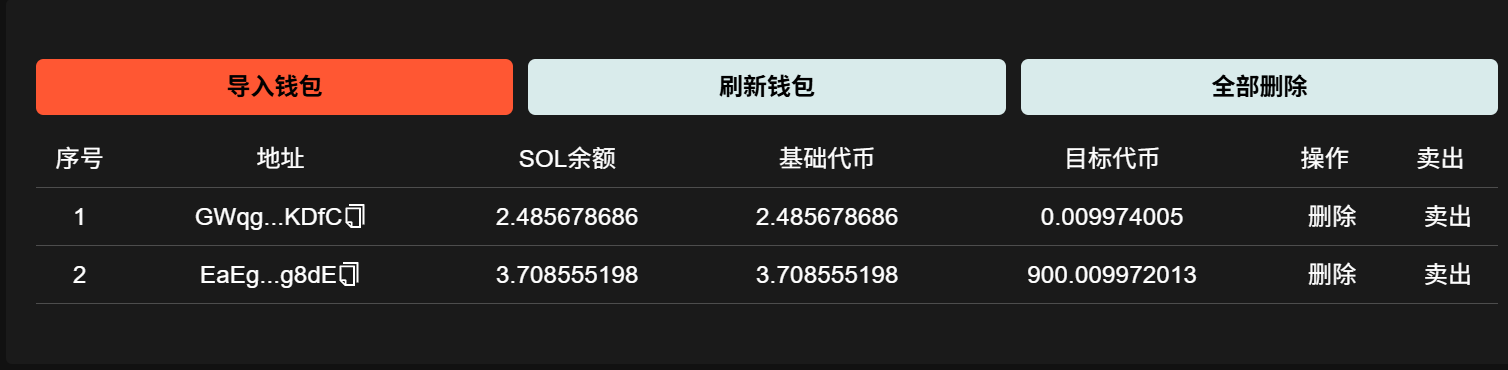 导入钱包 刷新钱包 全部删除
序号 地址 SOL余额 基础代币 目标代币 操作 卖出
1 GWqg...KDfC 2.485678686 2.485678686 0.009974005 删除 卖出
2 EaEg...g8dE 3.708555198 3.708555198 900.009972013 删除 卖出